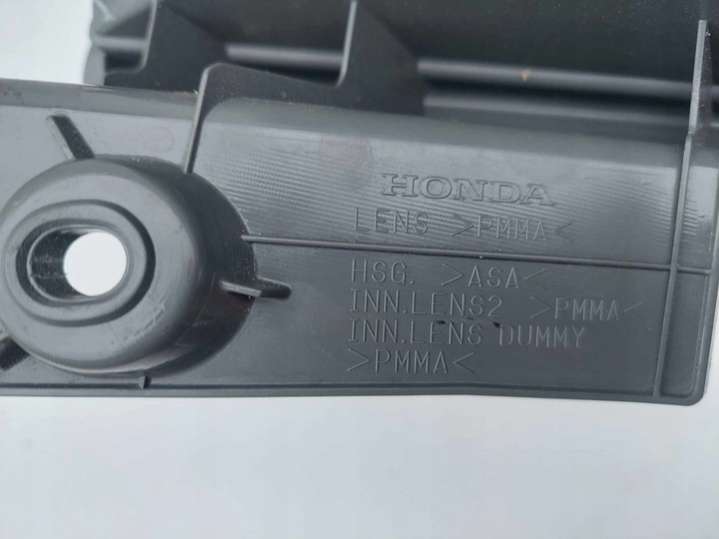 HONDA
LENS >PMMA<
HSG. >ASA<
INN.LENS2 >PMMA<
INN.LENS DUMMY
>PMMA<